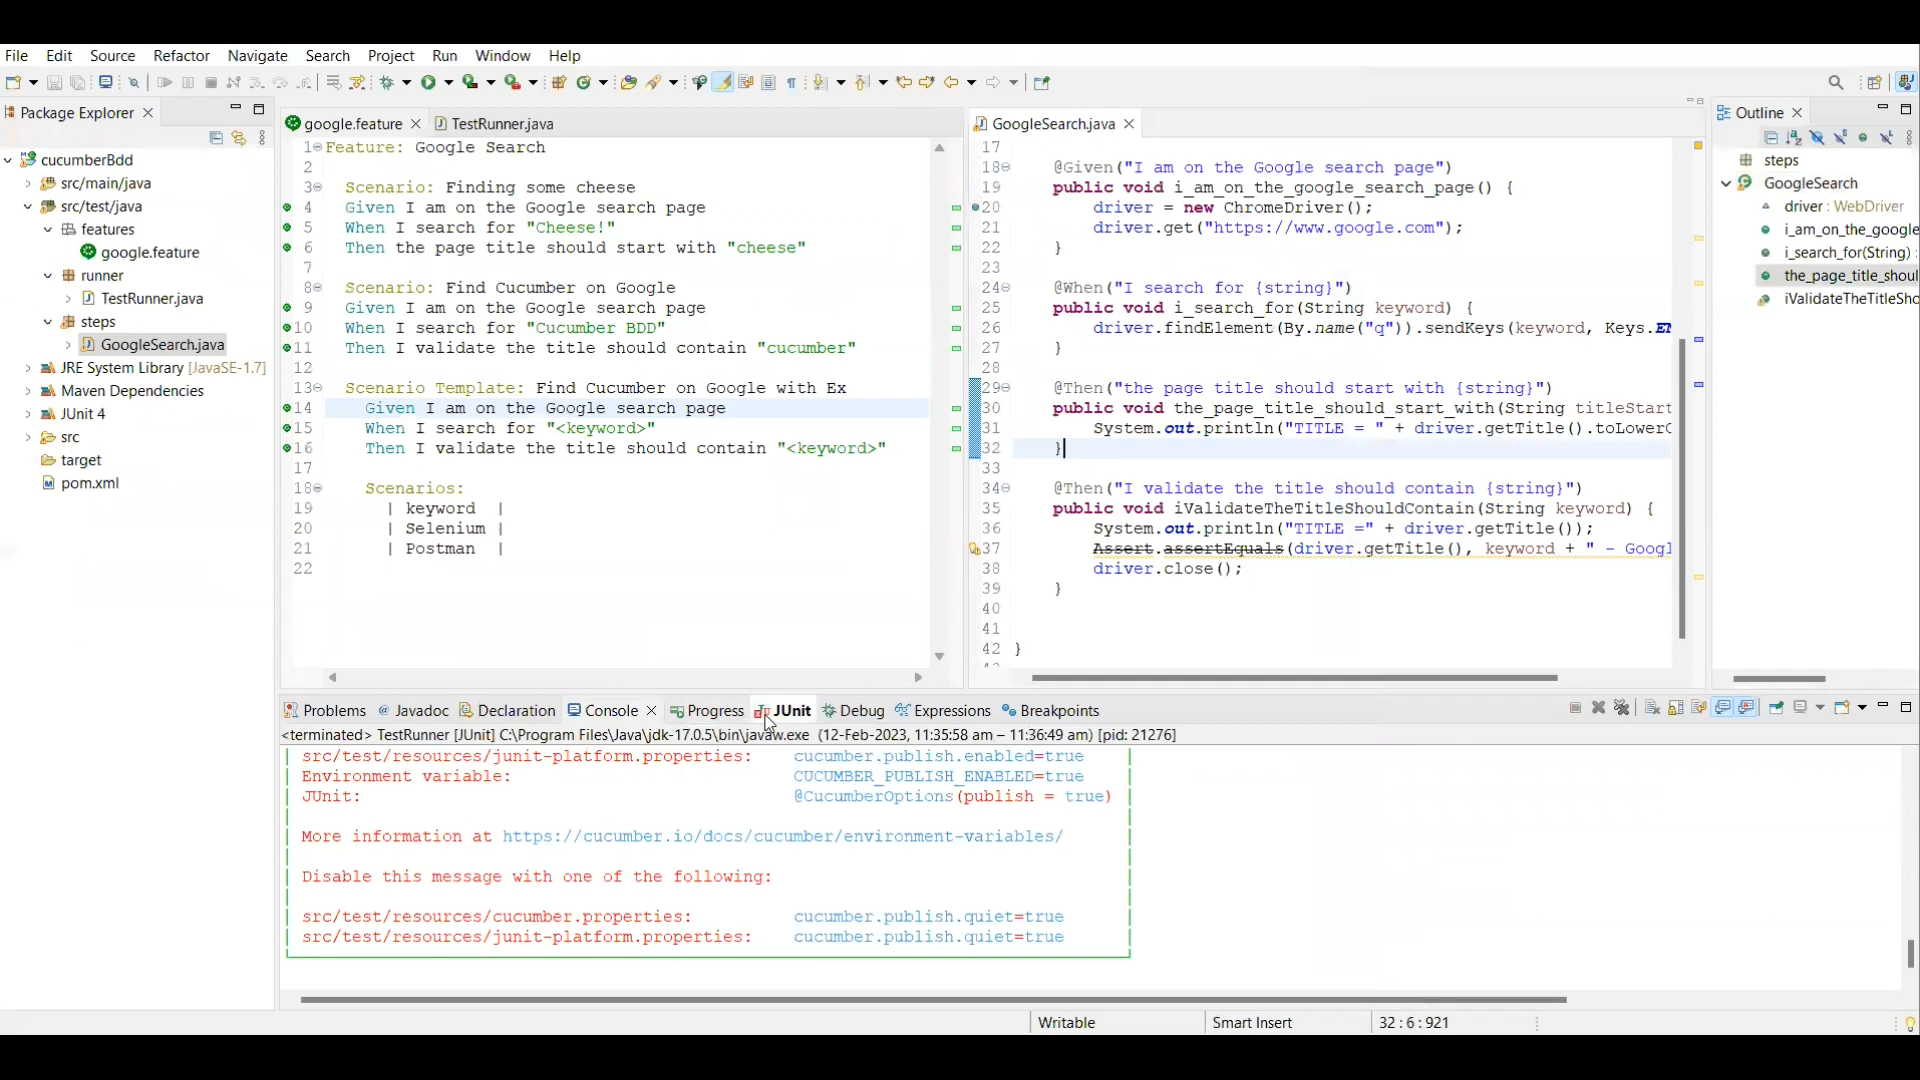 File Edit Search Refactor Navigate Search Project Run Window Help
Package Explorer
cucumberBdd
src/main/java
src/test/java
features
google.feature
runner
TestRunner.java
steps
GoogleSearch.java
JRE System Library [JavaSE-1.7]
Maven Dependencies
JUnit 4
src
target
pom.xml
google.feature TestRunner.java
1 Feature: Google Search
2
3 Scenario: Finding some cheese
4 Given I am on the Google search page
5 When I search for "Cheese!"
6 Then the page title should start with "cheese"
7
8 Scenario: Find Cucumber on Google
9 Given I am on the Google search page
10 When I search for "Cucumber BDD"
11 Then I validate the title should contain "cucumber"
12
13 Scenario Template: Find Cucumber on Google with Ex
14 Given I am on the Google search page
15 When I search for "<keyword>"
16 Then I validate the title should contain "<keyword>"
17
18 Scenarios:
19 | keyword |
20 | Selenium |
21 | Postman |
22
GoogleSearch.java
17
18 @Given("I am on the Google search page")
19 public void i_am_on_the_google_search_page() {
20 driver = new ChromeDriver();
21 driver.get("https://www.google.com");
22 }
23
24 @When("I search for {string}")
25 public void i_search_for(String keyword) {
26 driver.findElement(By.name("q")).sendKeys(keyword, Keys.EN
27 }
28
29 @Then("the page title should start with {string}")
30 public void the_page_title_should_start_with(String titleStart
31 System.out.println("TITLE = " + driver.getTitle().toLowerC
32 }
33
34 @Then("I validate the title should contain {string}")
35 public void iValidateTheTitleShouldContain(String keyword) {
36 System.out.println("TITLE =" + driver.getTitle());
37 Assert.assertEquals(driver.getTitle(), keyword + " - Googl
38 driver.close();
39 }
40
41
42 }
Outline
steps
GoogleSearch
driver : WebDriver
i_am_on_the_google
i_search_for(String) :
the_page_title_shoul
iValidateTheTitleSho
Problems Javadoc Declaration Console Progress JUnit Debug Expressions Breakpoints
<terminated> TestRunner [JUnit] C:\Program Files\Java\jdk-17.0.5\bin\javaw.exe (12-Feb-2023, 11:35:58 am – 11:36:49 am) [pid: 21276]
src/test/resources/junit-platform.properties: cucumber.publish.enabled=true
Environment variable: CUCUMBER_PUBLISH_ENABLED=true
JUnit: @CucumberOptions(publish = true)
More information at https://cucumber.io/docs/cucumber/environment-variables/
Disable this message with one of the following:
src/test/resources/cucumber.properties: cucumber.publish.quiet=true
src/test/resources/junit-platform.properties: cucumber.publish.quiet=true
Writable Smart Insert 32 : 6 : 921